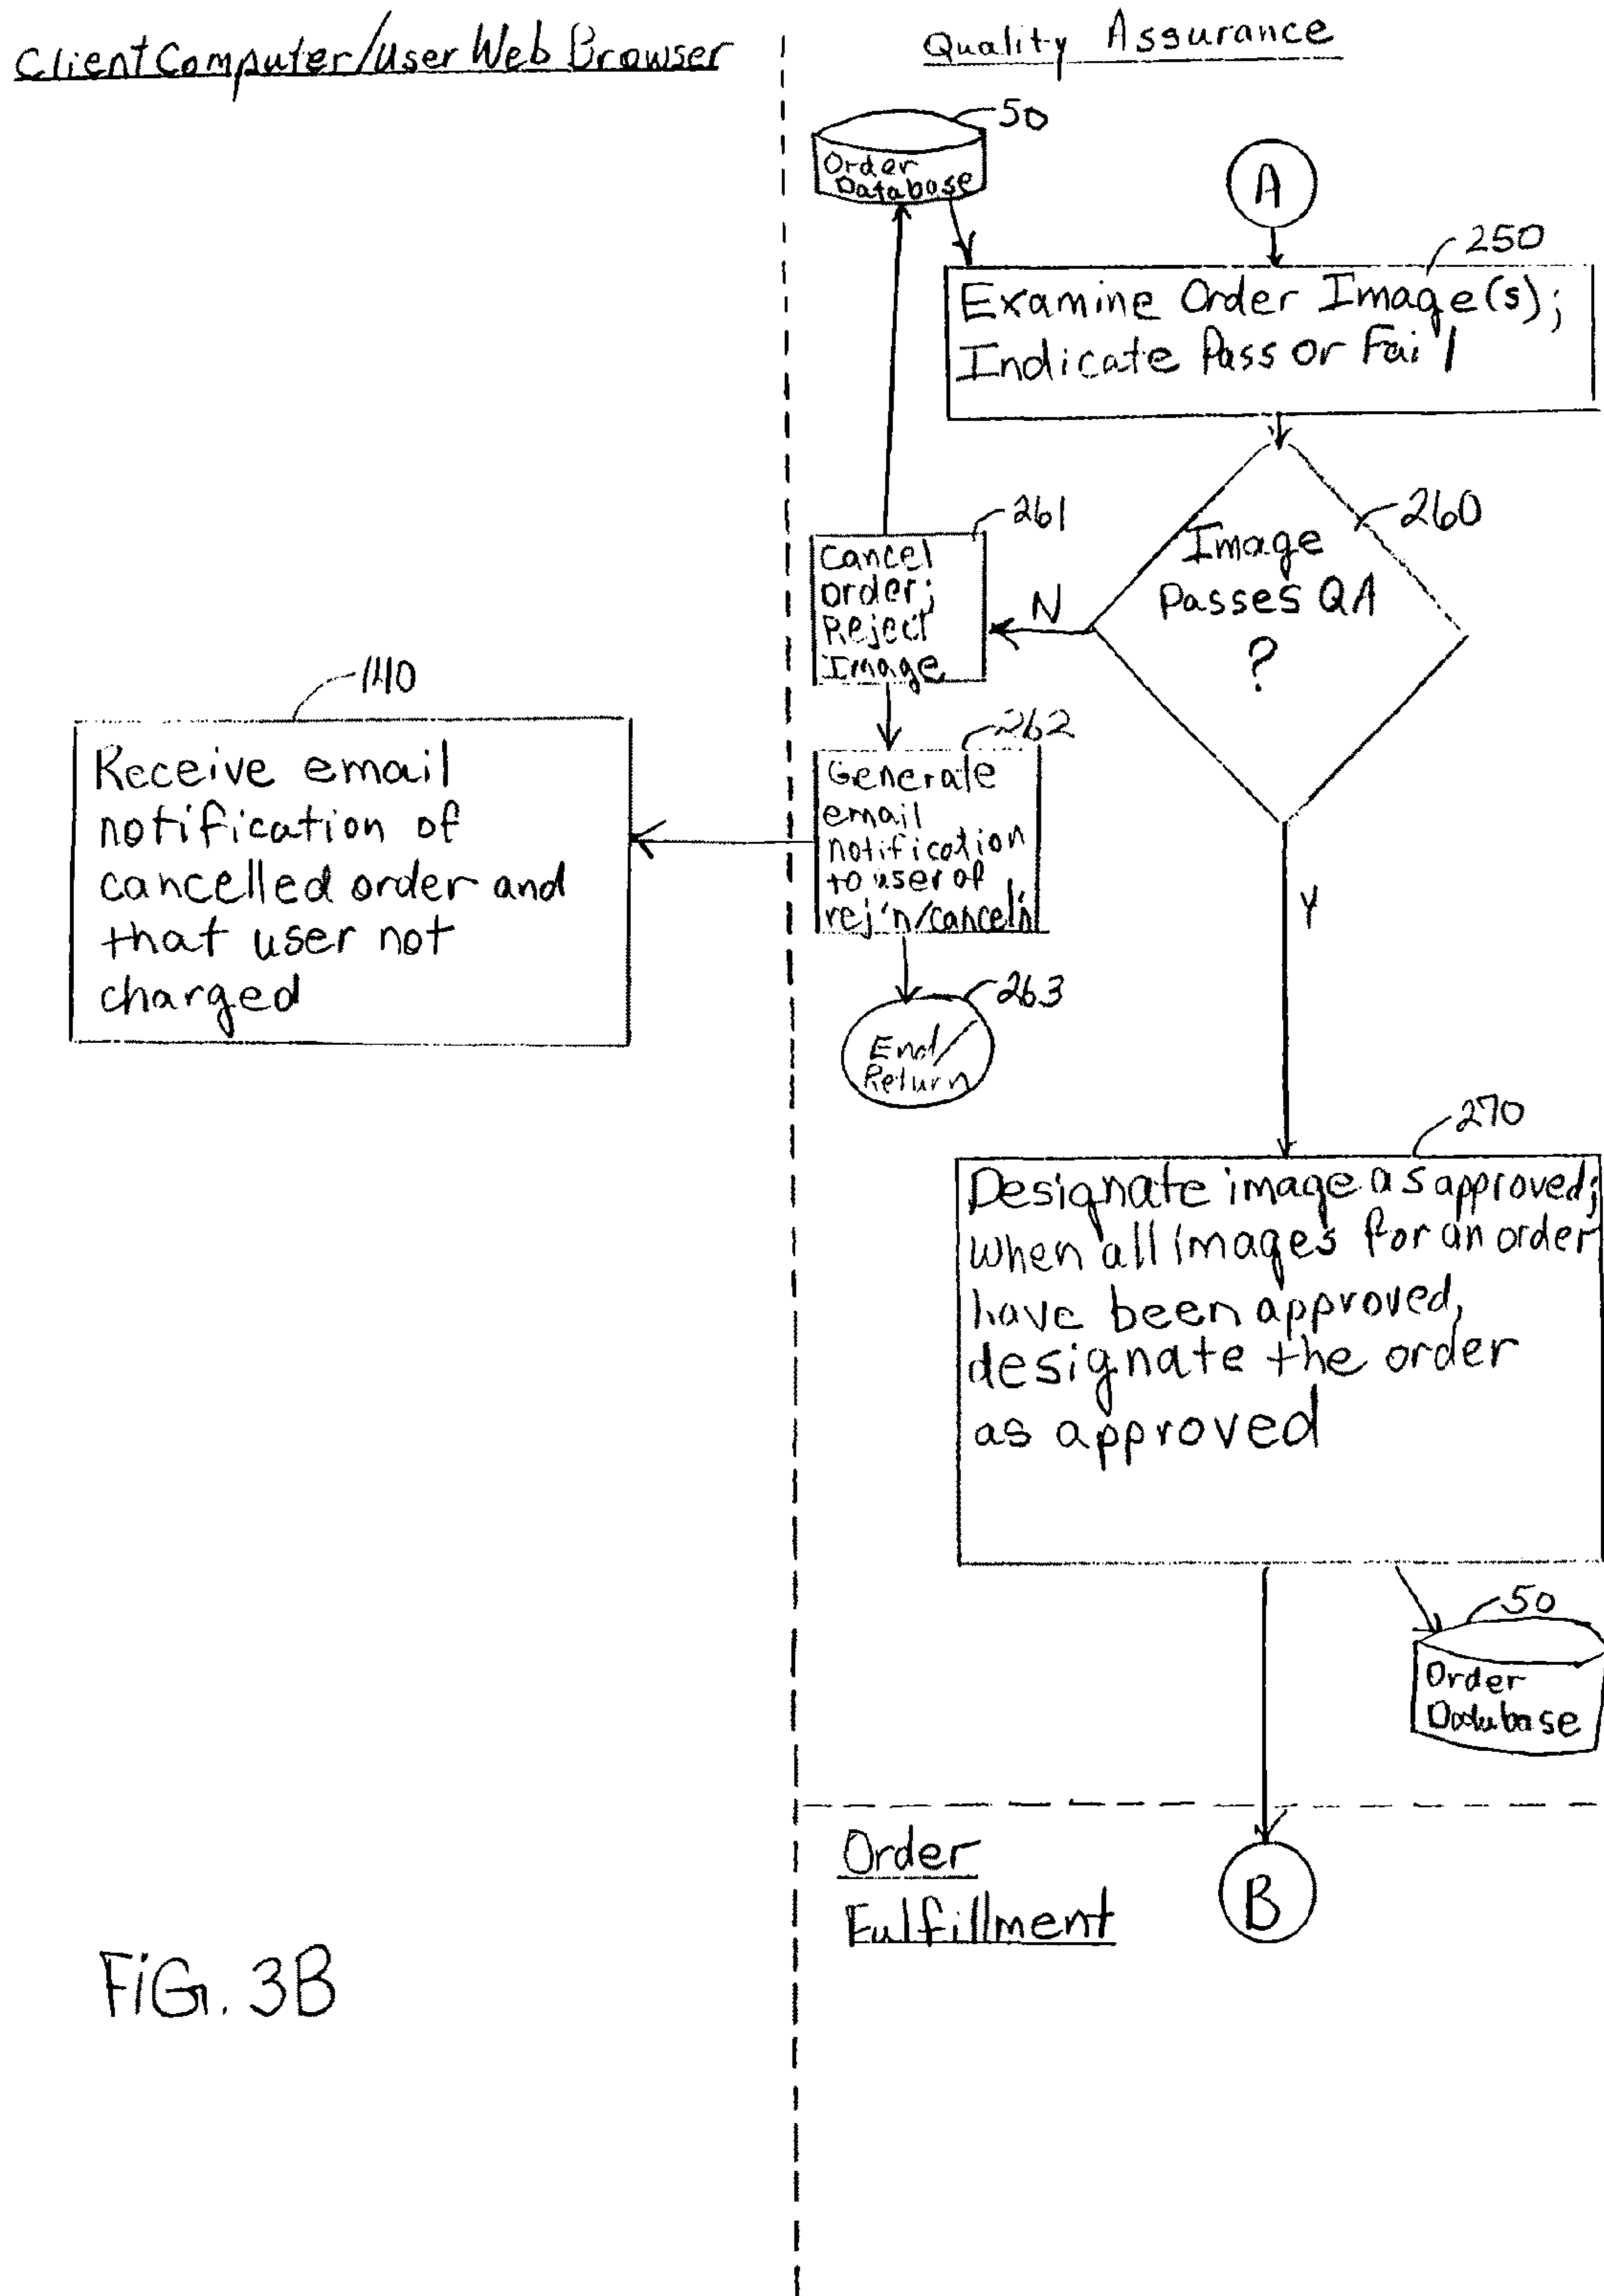 Client Computer/User Web Browser
Quality Assurance
50
Order
Database
A
250
Examine Order Image(s);
Indicate Pass or Fail
260
Image
Passes QA
?
N
261
Cancel
order;
Reject
Image
262
Generate
email
notification
to user of
rej'n/cancel'n
140
Receive email
notification of
cancelled order and
that user not
charged
263
End/
Return
Y
270
Designate image as approved;
when all images for an order
have been approved,
designate the order
as approved
50
Order
Database
Order
Fulfillment
B
FIG. 3B